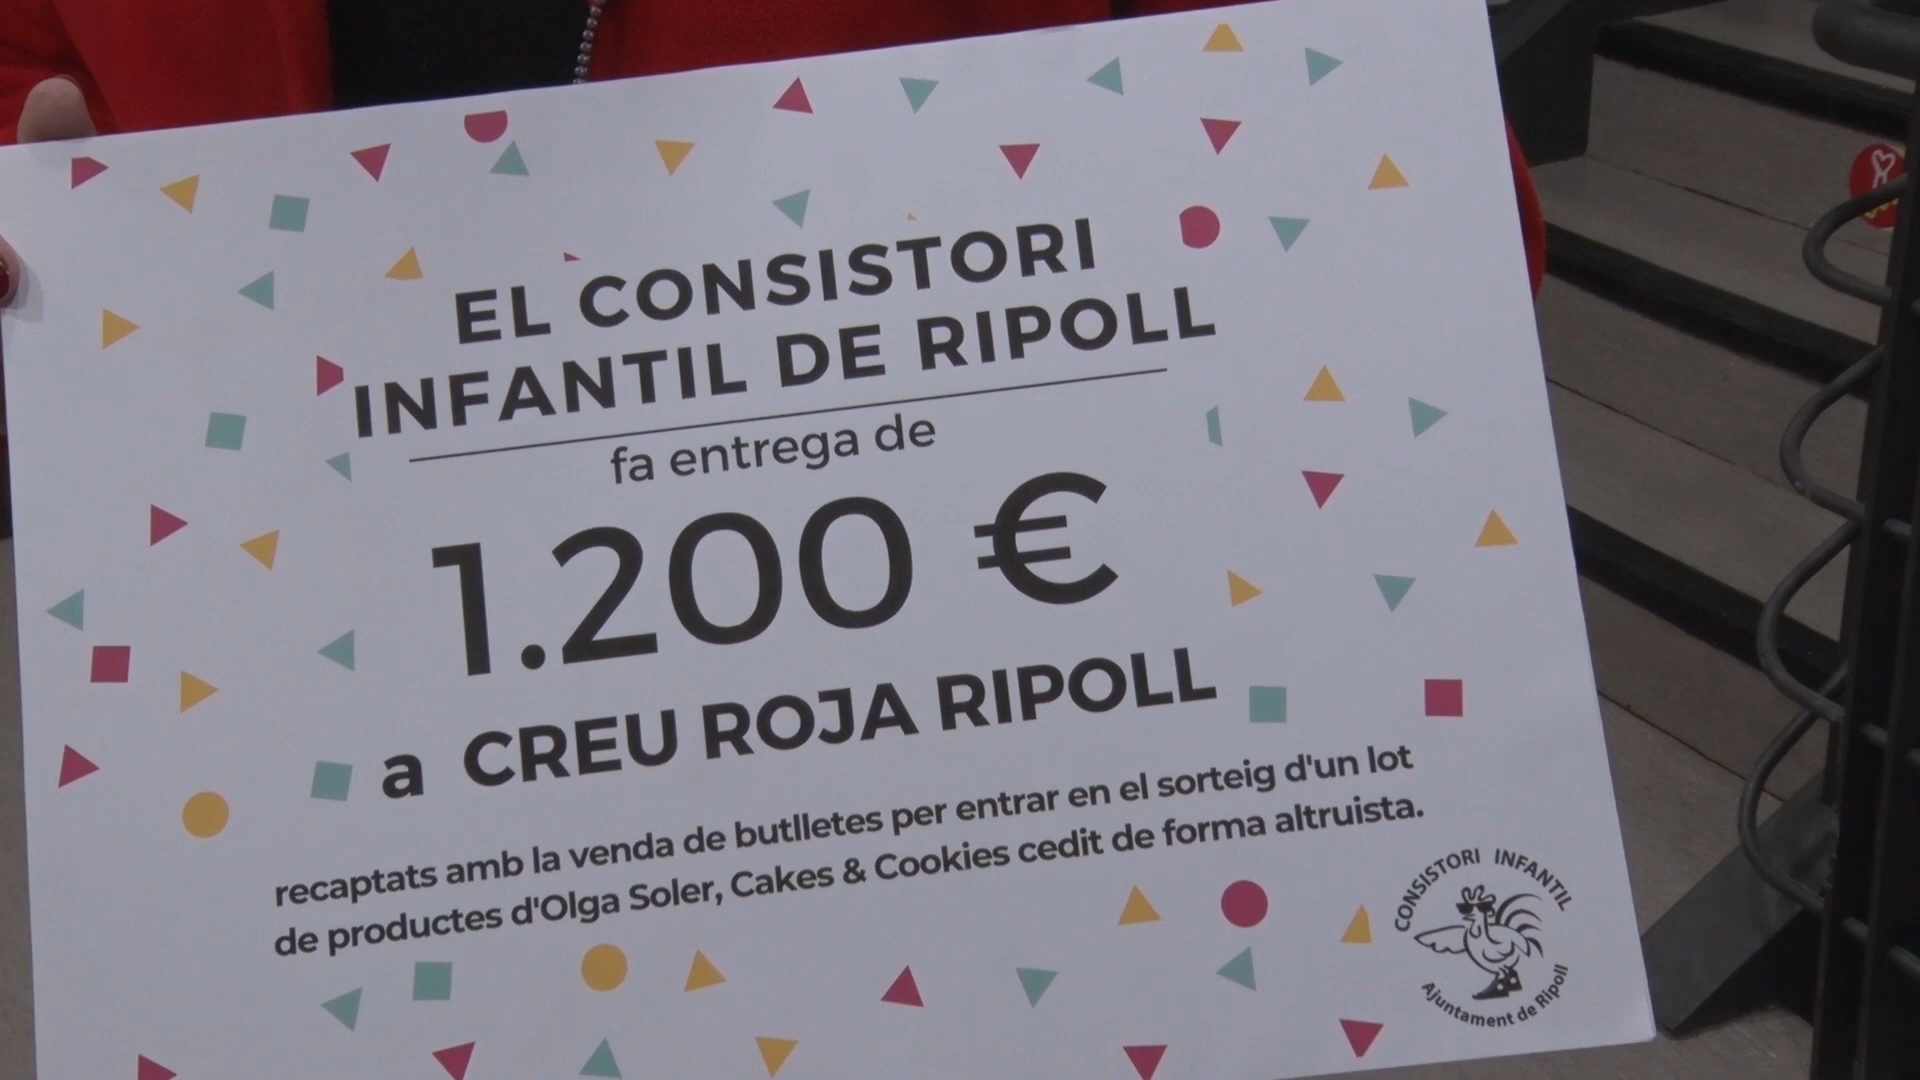 EL CONSISTORI
INFANTIL DE RIPOLL
fa entrega de
1.200 €
a CREU ROJA RIPOLL
recaptats amb la venda de butlletes per entrar en el sorteig d'un lot
de productes d'Olga Soler, Cakes & Cookies cedit de forma altruista.
CONSISTORI INFANTIL
Ajuntament de Ripoll